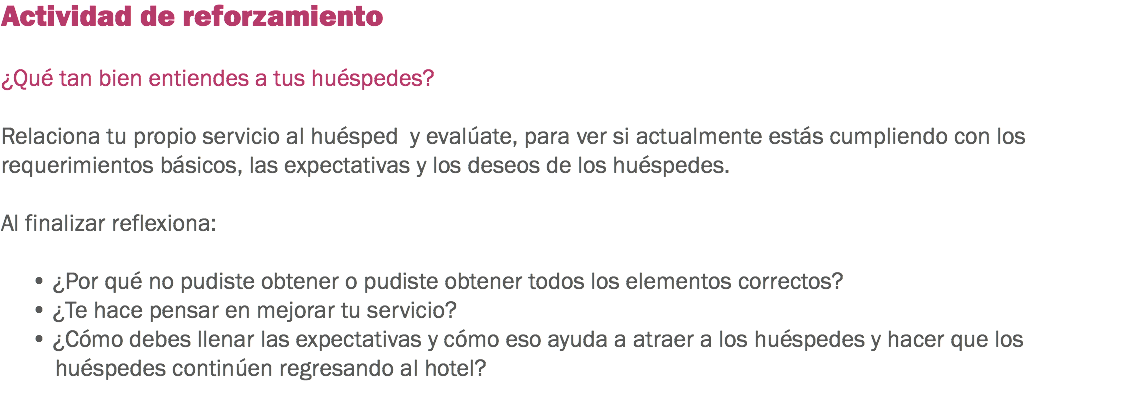 Actividad de reforzamiento
¿Qué tan bien entiendes a tus huéspedes?
Relaciona tu propio servicio al huésped  y evalúate, para ver si actualmente estás cumpliendo con los
requerimientos básicos, las expectativas y los deseos de los huéspedes.
Al finalizar reflexiona:
• ¿Por qué no pudiste obtener o pudiste obtener todos los elementos correctos?
• ¿Te hace pensar en mejorar tu servicio?
• ¿Cómo debes llenar las expectativas y cómo eso ayuda a atraer a los huéspedes y hacer que los
huéspedes continúen regresando al hotel?